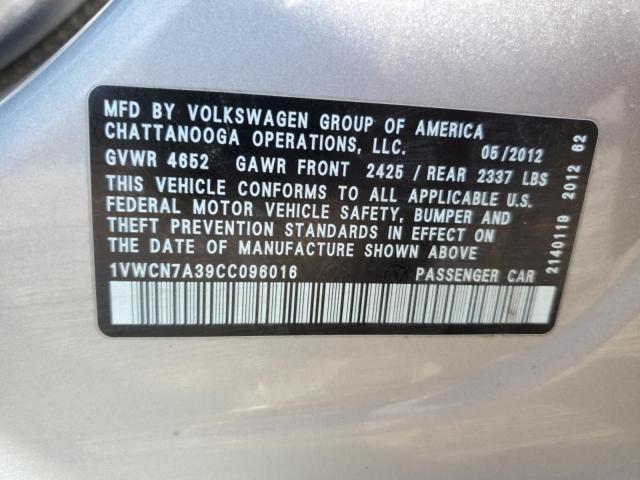 MFD BY VOLKSWAGEN GROUP OF AMERICA
CHATTANOOGA OPERATIONS, LLC. 05/2012
GVWR 4652 GAWR FRONT 2425 / REAR 2337 LBS
THIS VEHICLE CONFORMS TO ALL APPLICABLE U.S.
FEDERAL MOTOR VEHICLE SAFETY, BUMPER AND
THEFT PREVENTION STANDARDS IN EFFECT ON
THE DATE OF MANUFACTURE SHOWN ABOVE
1VWCN7A39CC096016 PASSENGER CAR
2140119 2012 62